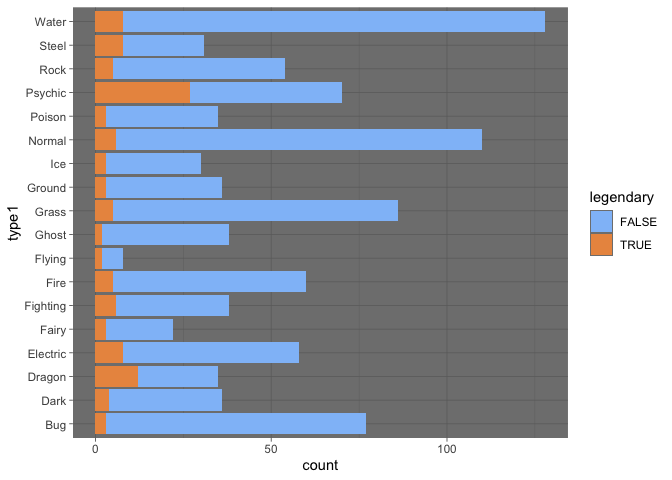 Water
Steel
Rock
Psychic
Poison
Normal
Ice
Ground
Grass
Ghost
Flying
Fire
Fighting
Fairy
Electric
Dragon
Dark
Bug
type1
0 50 100
count
legendary
FALSE
TRUE